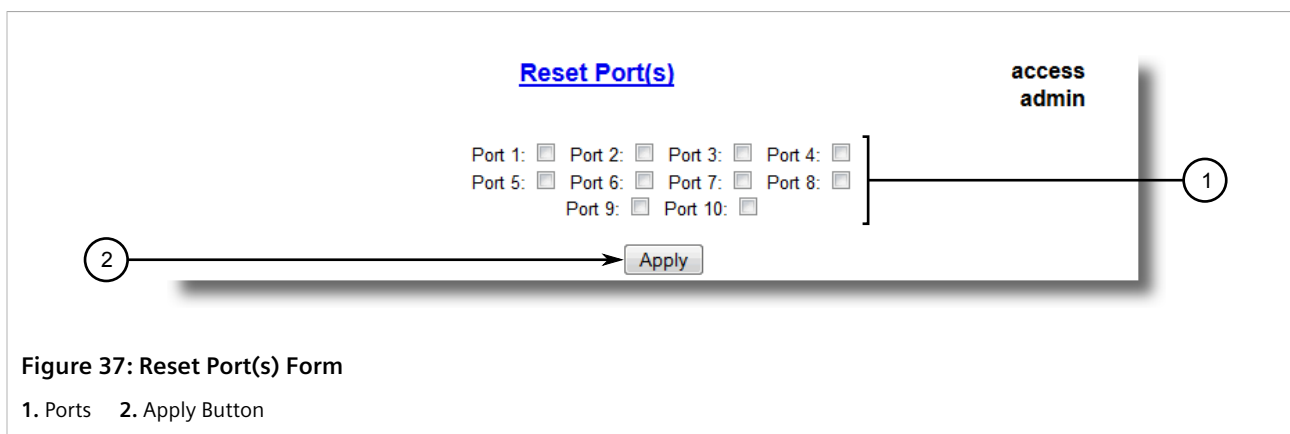 Reset Port(s)
access
admin
Port 1: Port 2: Port 3: Port 4:
Port 5: Port 6: Port 7: Port 8:
Port 9: Port 10:
1
2
Apply
Figure 37: Reset Port(s) Form
1. Ports 2. Apply Button